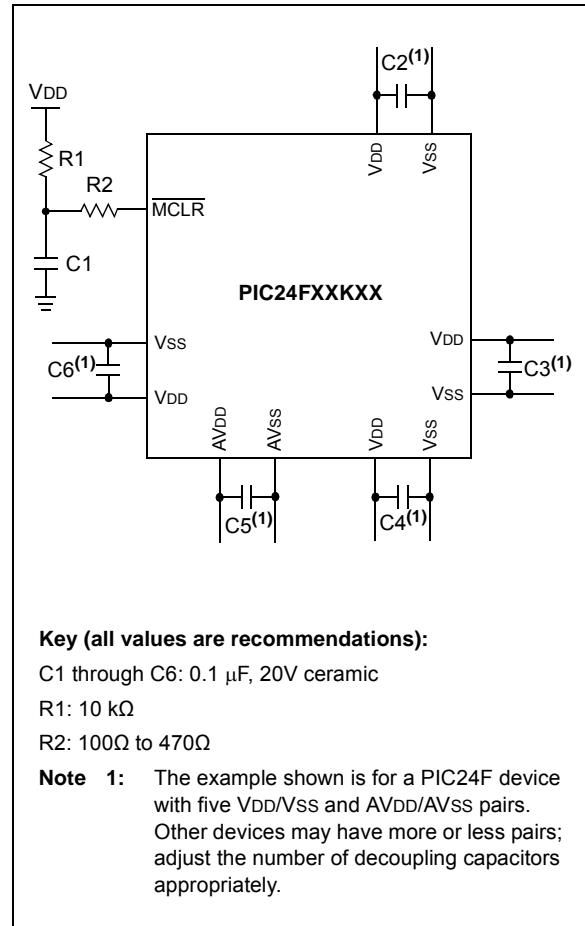 C2(1)
VDD
R1
R2
VDD
VSS
MCLR
C1
PIC24FXXKXX
VSS
VDD
C6(1)
C3(1)
VDD
VSS
AVDD
AVSS
VDD
VSS
C5(1)
C4(1)
Key (all values are recommendations):
C1 through C6: 0.1 μF, 20V ceramic
R1: 10 kΩ
R2: 100Ω to 470Ω
Note 1: The example shown is for a PIC24F device
with five VDD/VSS and AVDD/AVSS pairs.
Other devices may have more or less pairs;
adjust the number of decoupling capacitors
appropriately.